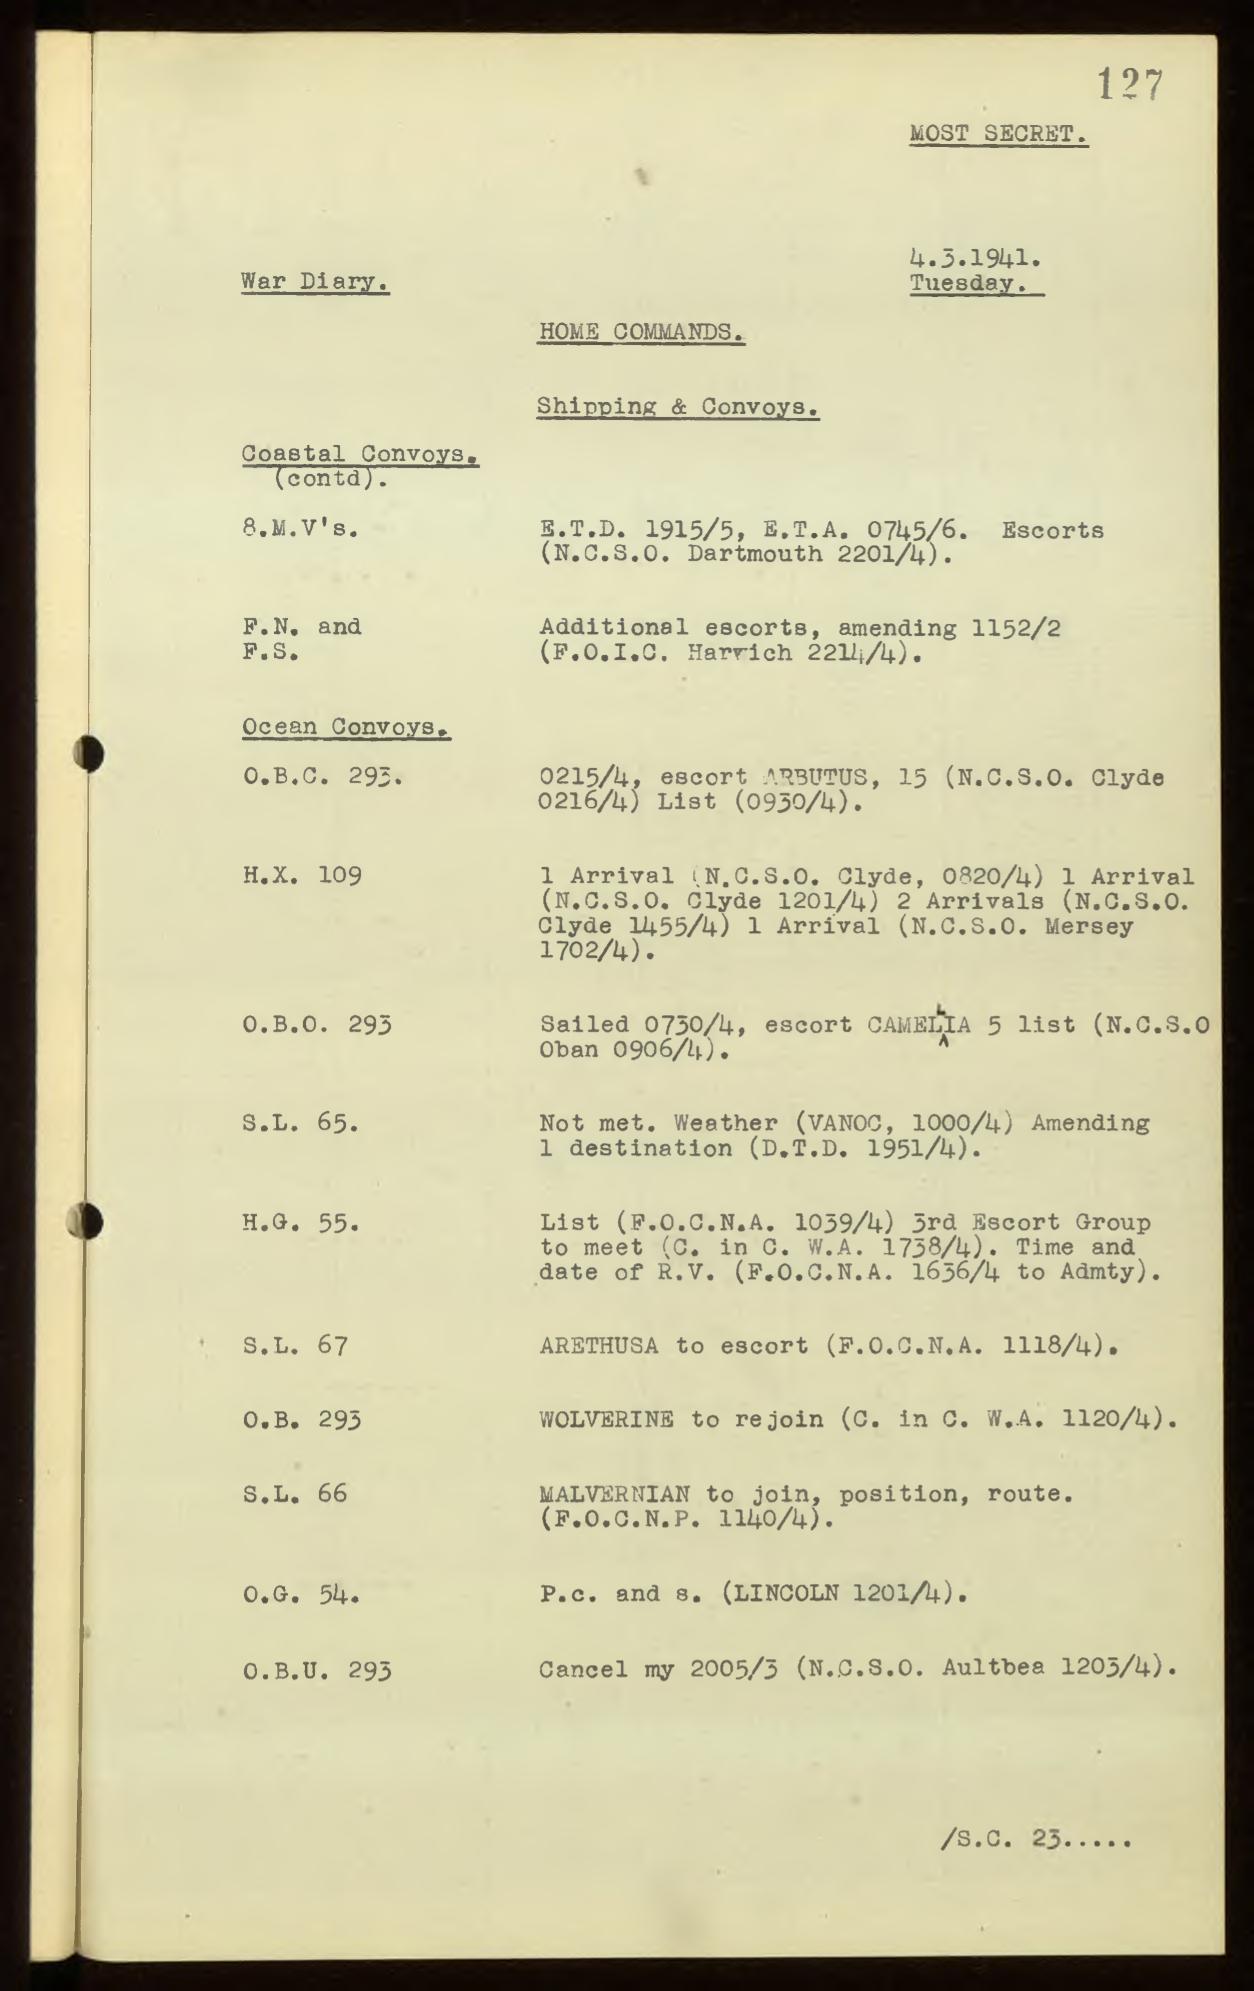 127
MOST SECRET.
4.3.1941.
War Diary.
Tuesday.
HOME COMMANDS.
Shipping & Convoys.
Coastal Convoys.
(contd).
8.M.V's. E.T.D. 1915/5, E.T.A. 0745/6. Escorts
(N.C.S.O. Dartmouth 2201/4).
F.N. and Additional escorts, amending 1152/2
F.S. (F.O.I.C. Harwich 2214/4).
Ocean Convoys.
O.B.C. 293. 0215/4, escort ARBUTUS, 15 (N.C.S.O. Clyde
0216/4) List (0930/4).
H.X. 109 1 Arrival (N.C.S.O. Clyde, 0820/4) 1 Arrival
(N.C.S.O. Clyde 1201/4) 2 Arrivals (N.C.S.O.
Clyde 1455/4) 1 Arrival (N.C.S.O. Mersey
1702/4).
O.B.O. 293 Sailed 0730/4, escort CAMELLIA 5 list (N.C.S.O
Oban 0906/4).
S.L. 65. Not met. Weather (VANOC, 1000/4) Amending
1 destination (D.T.D. 1951/4).
H.G. 55. List (F.O.C.N.A. 1039/4) 3rd Escort Group
to meet (C. in C. W.A. 1738/4). Time and
date of R.V. (F.O.C.N.A. 1636/4 to Admty).
S.L. 67 ARETHUSA to escort (F.O.C.N.A. 1118/4).
O.B. 293 WOLVERINE to rejoin (C. in C. W.A. 1120/4).
S.L. 66 MALVERNIAN to join, position, route.
(F.O.C.N.P. 1140/4).
O.G. 54. P.c. and s. (LINCOLN 1201/4).
O.B.U. 293 Cancel my 2005/3 (N.C.S.O. Aultbea 1203/4).
/S.C. 23.....